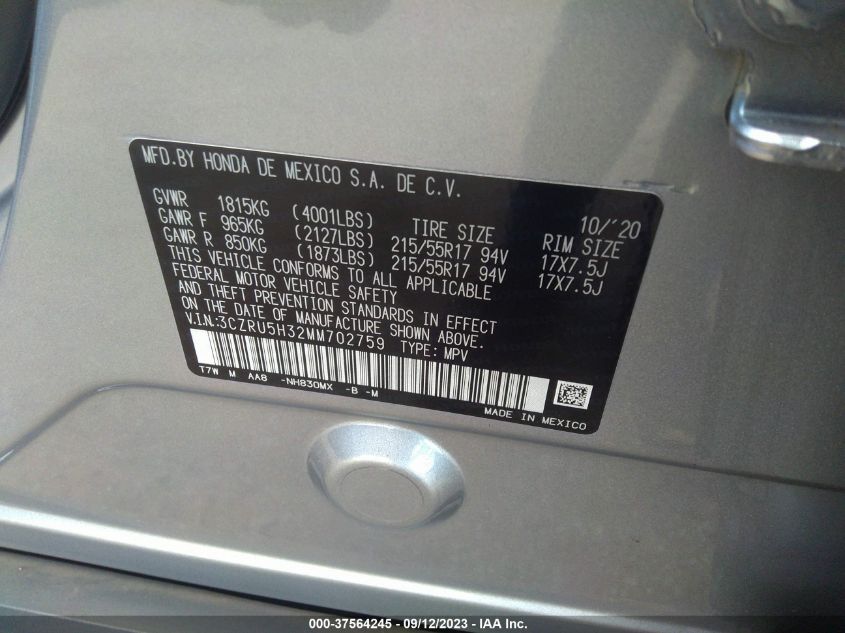 MFD.BY HONDA DE MEXICO S.A. DE C.V.
10/'20
GVWR 1815KG (4001LBS) TIRE SIZE RIM SIZE
GAWR F 965KG (2127LBS) 215/55R17 94V 17X7.5J
GAWR R 850KG (1873LBS) 215/55R17 94V 17X7.5J
THIS VEHICLE CONFORMS TO ALL APPLICABLE
FEDERAL MOTOR VEHICLE SAFETY
AND THEFT PREVENTION STANDARDS IN EFFECT
ON THE DATE OF MANUFACTURE SHOWN ABOVE.
V.I.N.:3CZRU5H32MM702759 TYPE: MPV
T7W M AA8 -NH830MX -B -M
MADE IN MEXICO
000-37564245 - 09/12/2023 - IAA Inc.